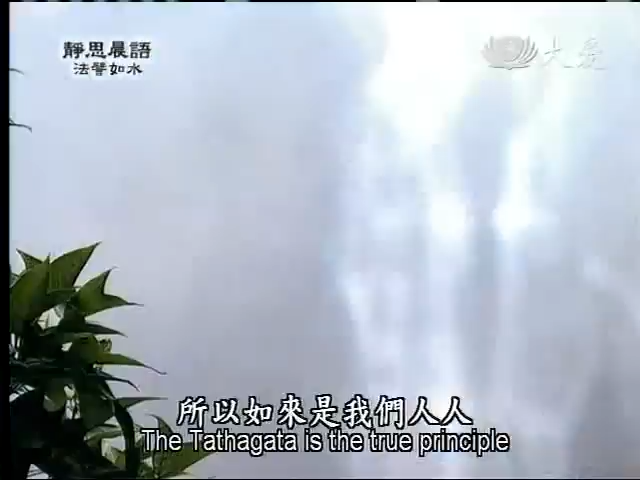 靜思晨語
大愛
法譬如水
所以如來是我們人人
The Tathagata is the true principle